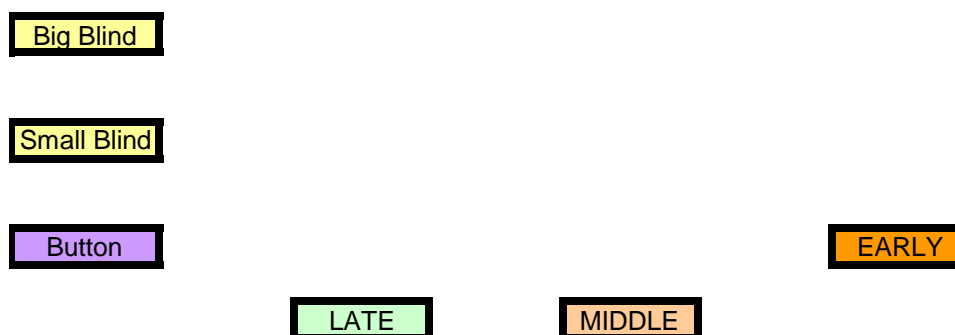 Big Blind
Small Blind
Button
EARLY
LATE
MIDDLE